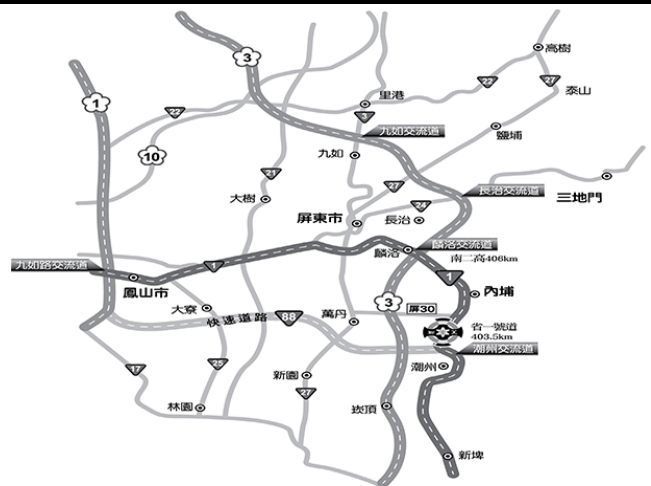 3
高樹
22
27
泰山
1
里港
22
3
九如交流道
鹽埔
10
九如
21
27
長治交流道
三地門
大樹
24
屏東市
長治
麟洛交流道
麟洛
南二高406km
九如路交流道
1
1
鳳山市
內埔
3
屏30
大寮
快速道路
88
萬丹
省一號道
403.5km
潮州交流道
17
25
新園
潮州
27
林園
崁頂
新埤